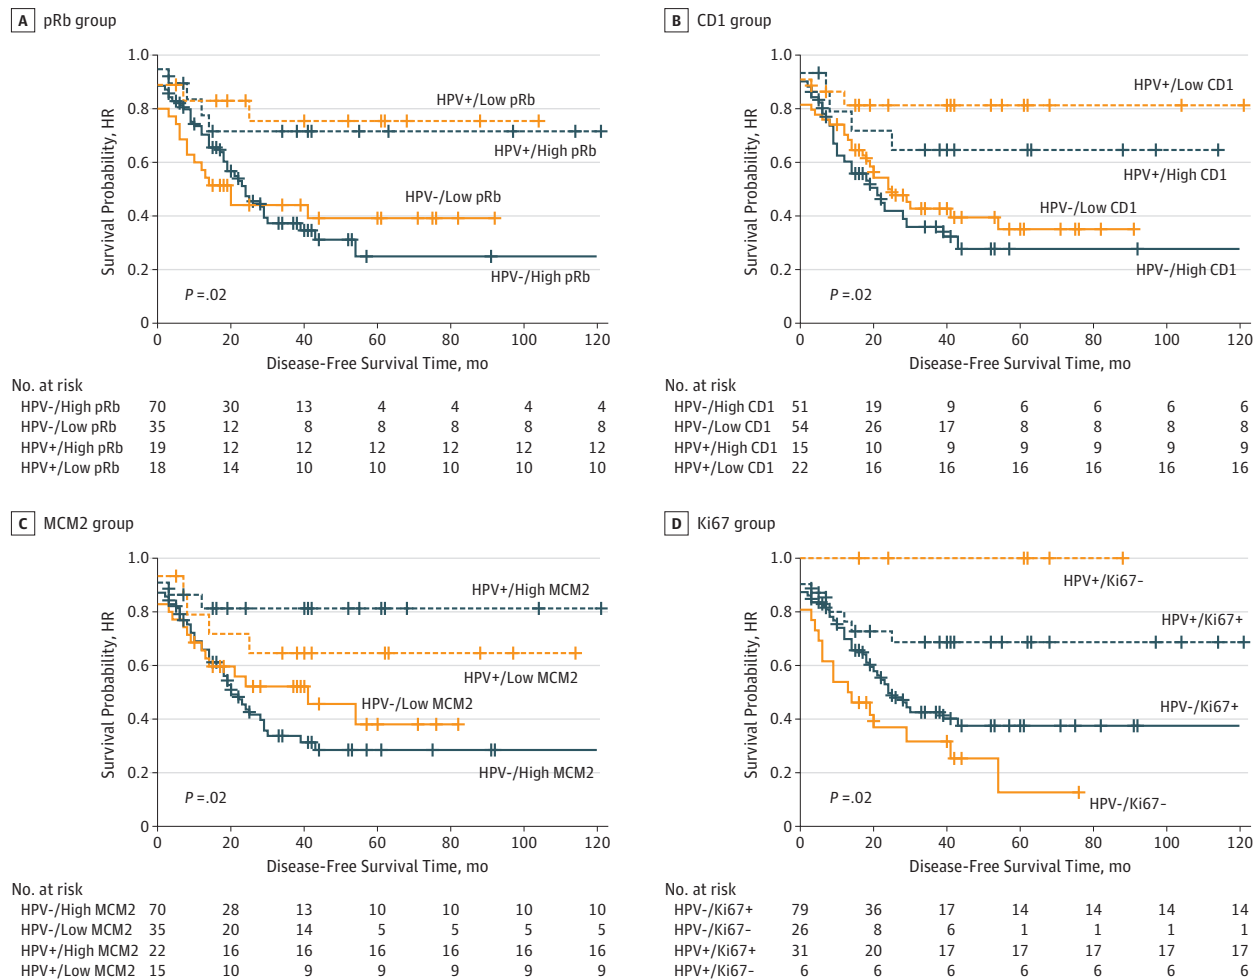 A pRb group
1.0
0.8
0.6
0.4
0.2
0
Survival Probability, HR
HPV+/Low pRb
HPV+/High pRb
HPV-/Low pRb
HPV-/High pRb
P =.02
0 20 40 60 80 100 120
Disease-Free Survival Time, mo
No. at risk
HPV-/High pRb 70 30 13 4 4 4 4
HPV-/Low pRb 35 12 8 8 8 8 8
HPV+/High pRb 19 12 12 12 12 12 12
HPV+/Low pRb 18 14 10 10 10 10 10
B CD1 group
1.0
0.8
0.6
0.4
0.2
0
Survival Probability, HR
HPV+/Low CD1
HPV+/High CD1
HPV-/Low CD1
HPV-/High CD1
P =.02
0 20 40 60 80 100 120
Disease-Free Survival Time, mo
No. at risk
HPV-/High CD1 51 19 9 6 6 6 6
HPV-/Low CD1 54 26 17 8 8 8 8
HPV+/High CD1 15 10 9 9 9 9 9
HPV+/Low CD1 22 16 16 16 16 16 16
C MCM2 group
1.0
0.8
0.6
0.4
0.2
0
Survival Probability, HR
HPV+/High MCM2
HPV+/Low MCM2
HPV-/Low MCM2
HPV-/High MCM2
P =.02
0 20 40 60 80 100 120
Disease-Free Survival Time, mo
No. at risk
HPV-/High MCM2 70 28 13 10 10 10 10
HPV-/Low MCM2 35 20 14 5 5 5 5
HPV+/High MCM2 22 16 16 16 16 16 16
HPV+/Low MCM2 15 10 9 9 9 9 9
D Ki67 group
1.0
0.8
0.6
0.4
0.2
0
Survival Probability, HR
HPV+/Ki67-
HPV+/Ki67+
HPV-/Ki67+
HPV-/Ki67-
P =.02
0 20 40 60 80 100 120
Disease-Free Survival Time, mo
No. at risk
HPV-/Ki67+ 79 36 17 14 14 14 14
HPV-/Ki67- 26 8 6 1 1 1 1
HPV+/Ki67+ 31 20 17 17 17 17 17
HPV+/Ki67- 6 6 6 6 6 6 6